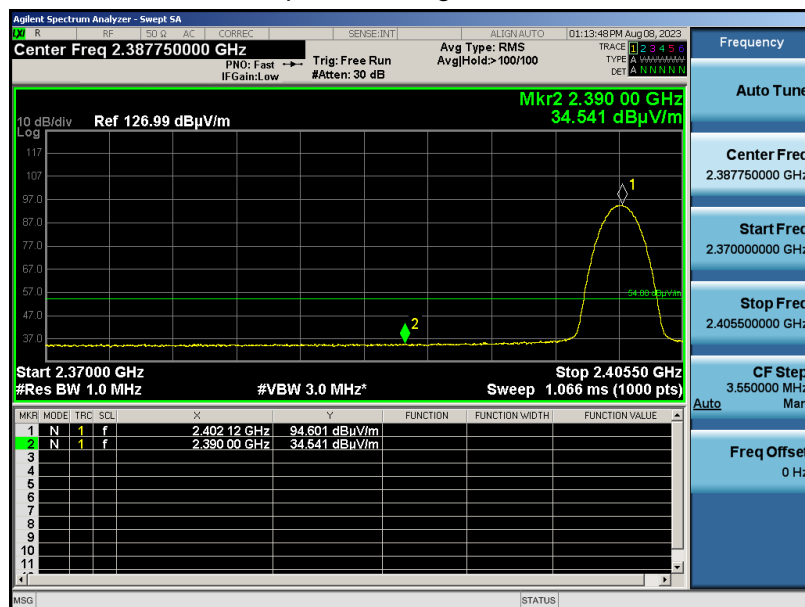 Agilent Spectrum Analyzer - Swept SA
LXI R RF 50 Ω AC CORREC SENSE:INT ALIGN AUTO 01:13:48 PM Aug 08, 2023
Center Freq 2.387750000 GHz
PNO: Fast
IFGain:Low
Trig: Free Run
#Atten: 30 dB
Avg Type: RMS
Avg|Hold:>100/100
TRACE 1 2 3 4 5 6
TYPE A WWWWW
DET A N N N N N
Mkr2 2.390 00 GHz
34.541 dBµV/m
10 dB/div
Log
Ref 126.99 dBµV/m
117
107
97.0
87.0
77.0
67.0
57.0
47.0
37.0
1
54.00 dBµV/m
2
Start 2.37000 GHz Stop 2.40550 GHz
#Res BW 1.0 MHz #VBW 3.0 MHz* Sweep 1.066 ms (1000 pts)
MKR MODE TRC SCL X Y FUNCTION FUNCTION WIDTH FUNCTION VALUE
1 N 1 f 2.402 12 GHz 94.601 dBµV/m
2 N 1 f 2.390 00 GHz 34.541 dBµV/m
3
4
5
6
7
8
9
10
11
MSG STATUS
Frequency
Auto Tune
Center Freq
2.387750000 GHz
Start Freq
2.370000000 GHz
Stop Freq
2.405500000 GHz
CF Step
3.550000 MHz
Auto Man
Freq Offset
0 Hz